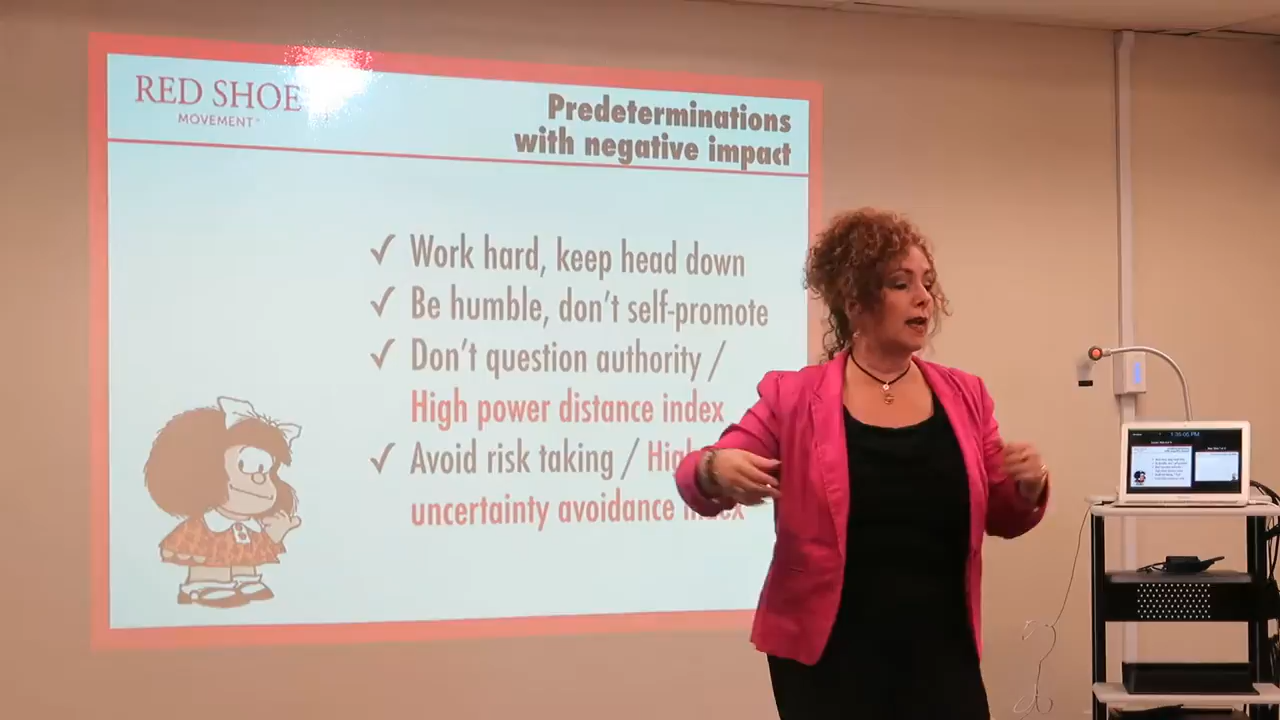 RED SHOE
MOVEMENT
Predeterminations
with negative impact
✓ Work hard, keep head down
✓ Be humble, don't self-promote
✓ Don't question authority /
High power distance index
✓ Avoid risk taking /
uncertainty avoidance index